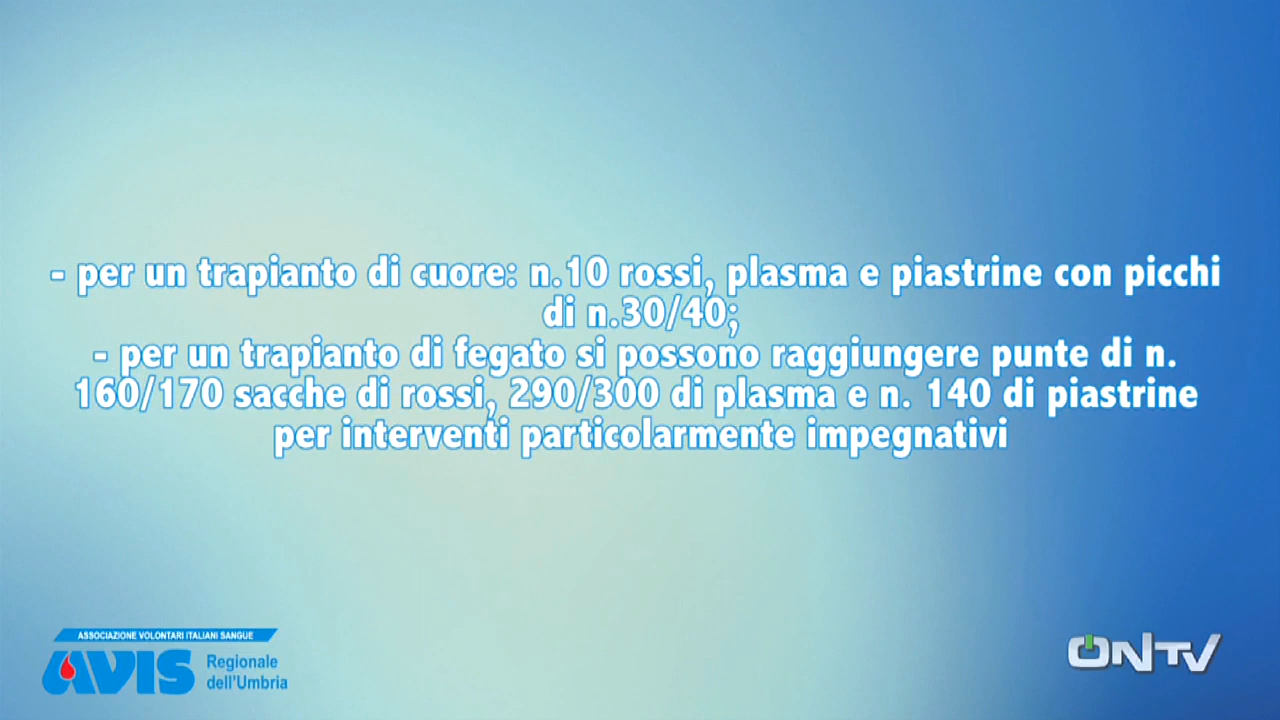 - per un trapianto di cuore: n.10 rossi, plasma e piastrine con picchi
di n.30/40;
- per un trapianto di fegato si possono raggiungere punte di n.
160/170 sacche di rossi, 290/300 di plasma e n. 140 di piastrine
per interventi particolarmente impegnativi
ASSOCIAZIONE VOLONTARI ITALIANI SANGUE
AVIS
Regionale
dell'Umbria
ONTV